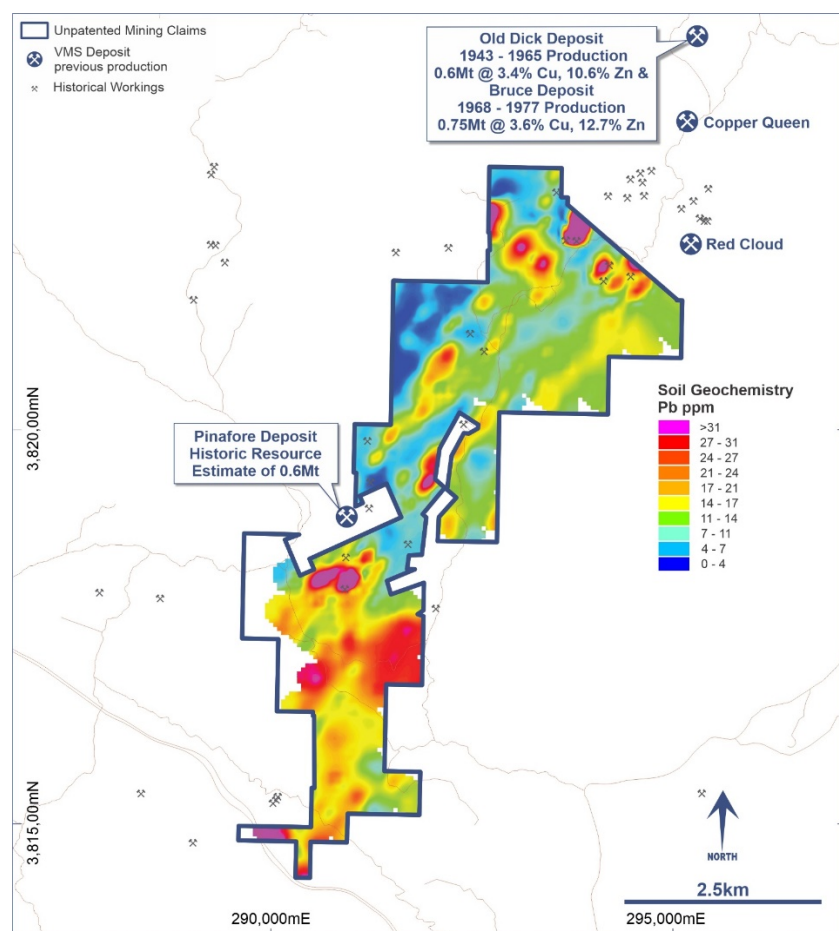 Unpatented Mining Claims
VMS Deposit
previous production
Historical Workings
Old Dick Deposit
1943 - 1965 Production
0.6Mt @ 3.4% Cu, 10.6% Zn &
Bruce Deposit
1968 - 1977 Production
0.75Mt @ 3.6% Cu, 12.7% Zn
Copper Queen
Red Cloud
Pinafore Deposit
Historic Resource
Estimate of 0.6Mt
Soil Geochemistry
Pb ppm
>31
27 - 31
24 - 27
21 - 24
17 - 21
14 - 17
11 - 14
7 - 11
4 - 7
0 - 4
3,820,00mN
3,815,00mN
NORTH
2.5km
290,000mE
295,000mE